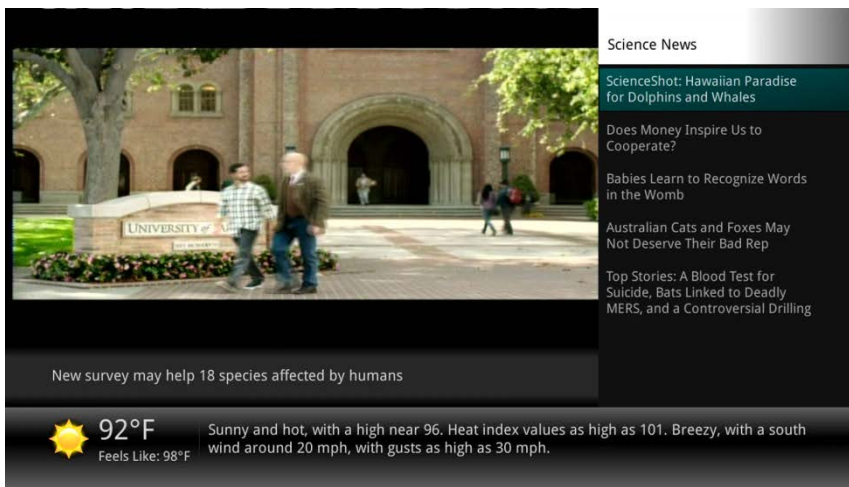 Science News
ScienceShot: Hawaiian Paradise
for Dolphins and Whales
Does Money Inspire Us to
Cooperate?
Babies Learn to Recognize Words
in the Womb
Australian Cats and Foxes May
Not Deserve Their Bad Rep
Top Stories: A Blood Test for
Suicide, Bats Linked to Deadly
MERS, and a Controversial Drilling
UNIVERSITY of
New survey may help 18 species affected by humans
92°F
Feels Like: 98°F
Sunny and hot, with a high near 96. Heat index values as high as 101. Breezy, with a south
wind around 20 mph, with gusts as high as 30 mph.